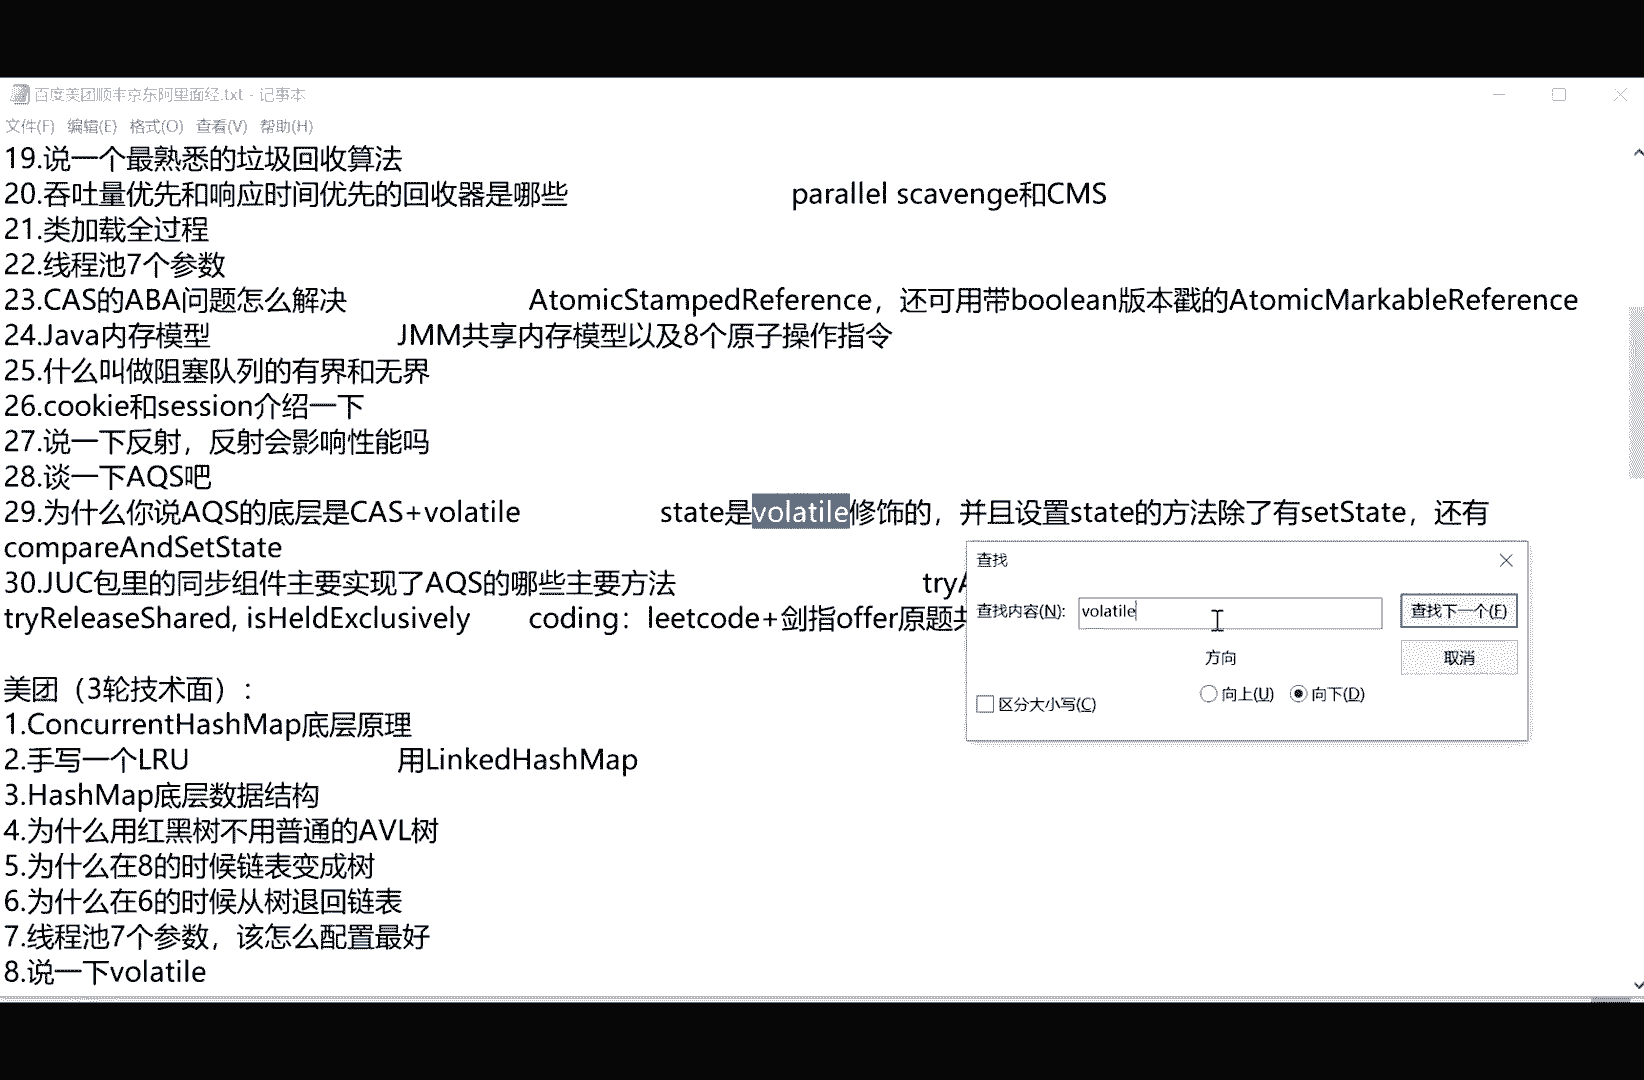 百度美团顺丰京东阿里面经.txt - 记事本
文件(F) 编辑(E) 格式(O) 查看(V) 帮助(H)
19.说一个最熟悉的垃圾回收算法
20.吞吐量优先和响应时间优先的回收器是哪些 parallel scavenge和CMS
21.类加载全过程
22.线程池7个参数
23.CAS的ABA问题怎么解决 AtomicStampedReference，还可用带boolean版本戳的AtomicMarkableReference
24.Java内存模型 JMM共享内存模型以及8个原子操作指令
25.什么叫做阻塞队列的有界和无界
26.cookie和session介绍一下
27.说一下反射，反射会影响性能吗
28.谈一下AQS吧
29.为什么你说AQS的底层是CAS+volatile state是volatile修饰的，并且设置state的方法除了有setState，还有
compareAndSetState
30.JUC包里的同步组件主要实现了AQS的哪些主要方法
tryReleaseShared, isHeldExclusively coding：leetcode+剑指offer原题
美团（3轮技术面）：
1.ConcurrentHashMap底层原理
2.手写一个LRU 用LinkedHashMap
3.HashMap底层数据结构
4.为什么用红黑树不用普通的AVL树
5.为什么在8的时候链表变成树
6.为什么在6的时候从树退回链表
7.线程池7个参数，该怎么配置最好
8.说一下volatile
查找
查找内容(N): volatile 查找下一个(F)
方向 取消
区分大小写(C) 向上(U) 向下(D)